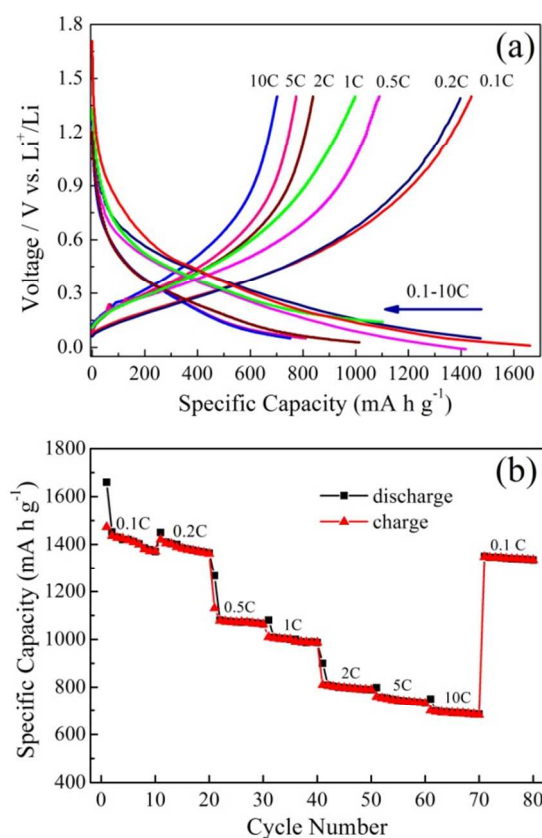 (a)
1.8
1.5
1.2
0.9
0.6
0.3
0.0
Voltage / V vs. Li⁺/Li
10C 5C 2C 1C 0.5C 0.2C 0.1C
0.1-10C
0 200 400 600 800 1000 1200 1400 1600
Specific Capacity (mA h g⁻¹)
(b)
1800
1600
1400
1200
1000
800
600
400
Specific Capacity (mA h g⁻¹)
discharge
charge
0.1C
0.2C
0.5C
1C
2C
5C
10C
0.1 C
0 10 20 30 40 50 60 70 80
Cycle Number